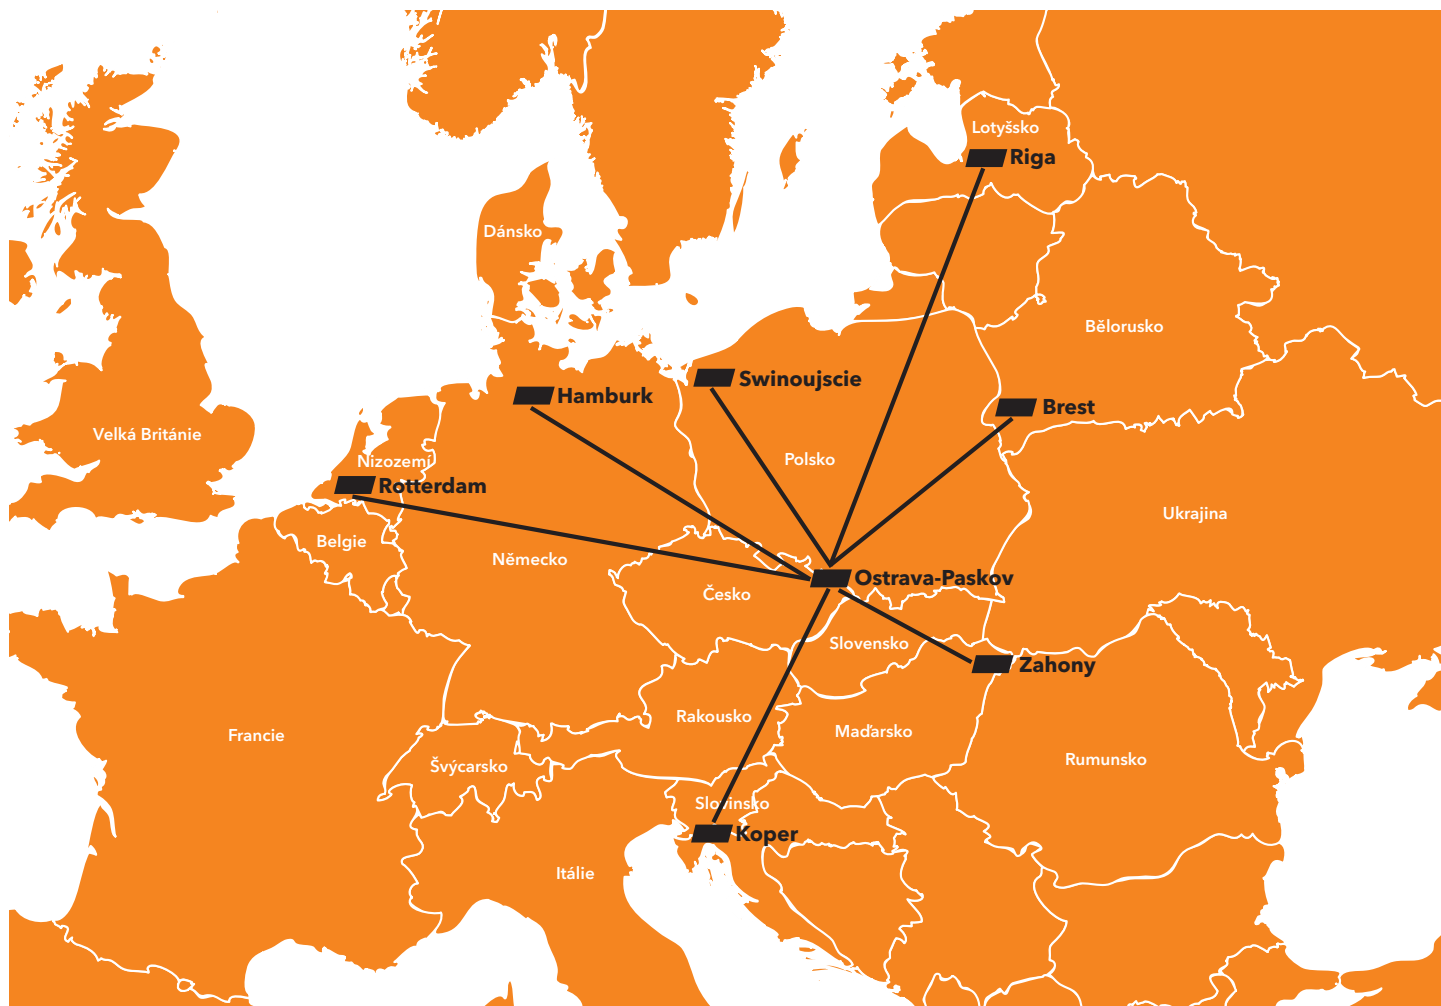 Lotyšsko
Riga
Dánsko
Bělorusko
Swinoujscie
Hamburk
Brest
Velká Británie
Nizozemí
Polsko
Rotterdam
Ukrajina
Belgie
Německo
Ostrava-Paskov
Česko
Slovensko
Zahony
Rakousko
Maďarsko
Francie
Rumunsko
Švýcarsko
Slovinsko
Koper
Itálie